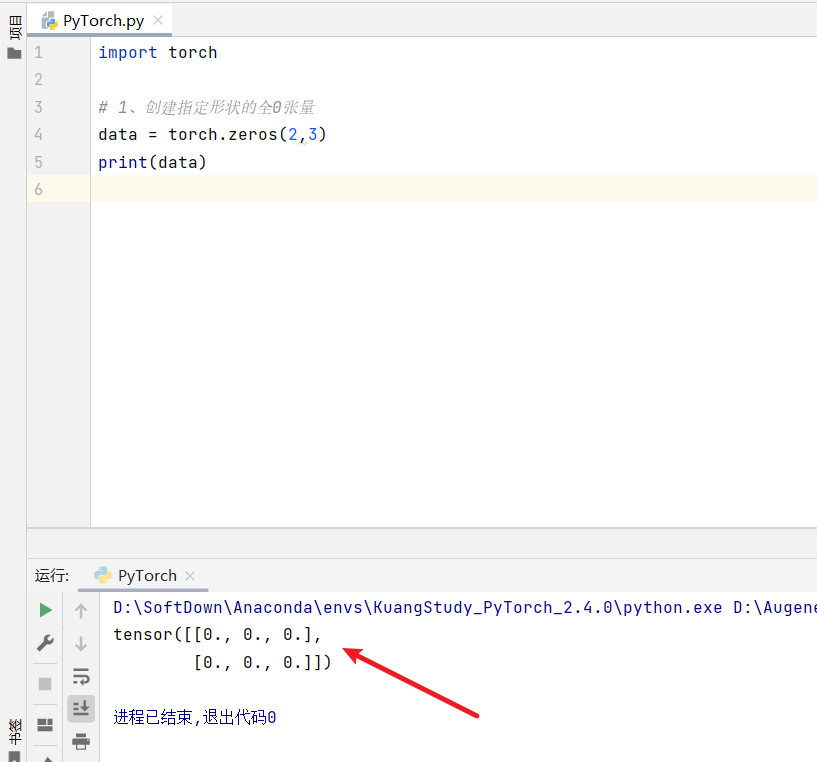 项目
PyTorch.py
1 import torch
2
3 # 1、创建指定形状的全0张量
4 data = torch.zeros(2,3)
5 print(data)
6
运行: PyTorch
D:\SoftDown\Anaconda\envs\KuangStudy_PyTorch_2.4.0\python.exe D:\Augene
tensor([[0., 0., 0.],
        [0., 0., 0.]])
进程已结束,退出代码0
书签